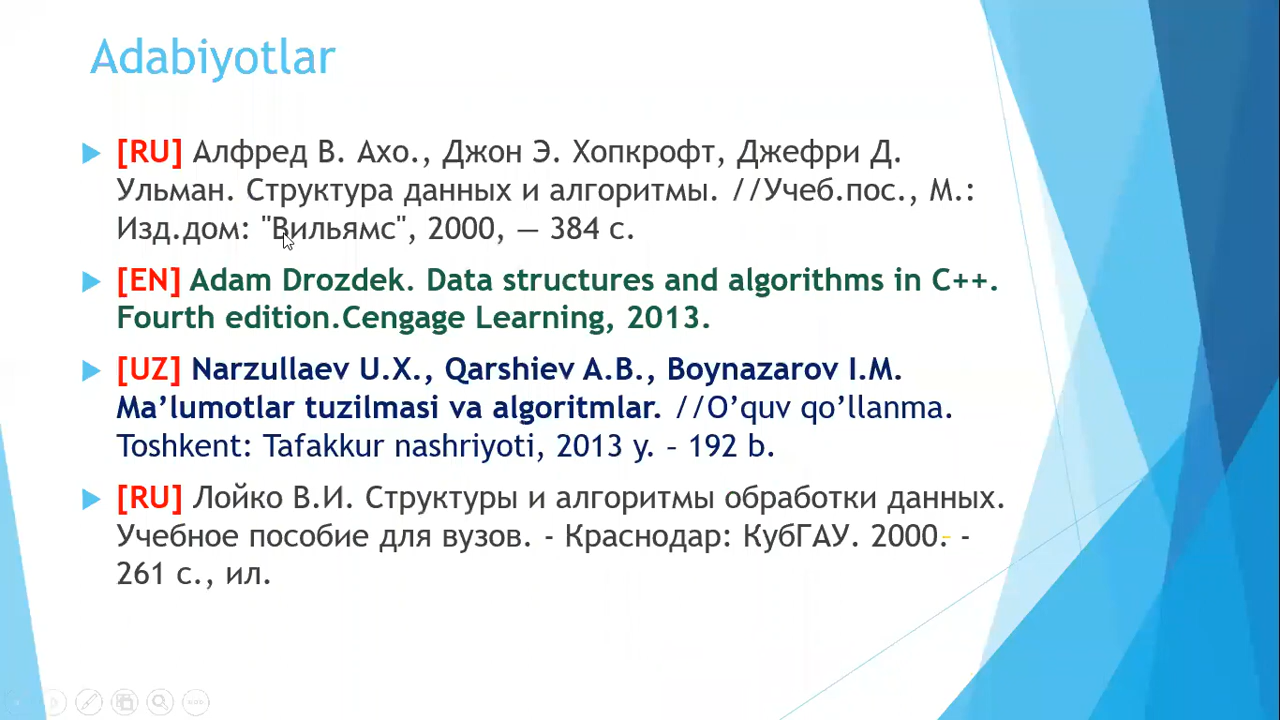 Adabiyotlar
[RU] Алфред В. Ахо., Джон Э. Хопкрофт, Джефри Д.
Ульман. Структура данных и алгоритмы. //Учеб.пос., М.:
Изд.дом: "Вильямс", 2000, — 384 с.
[EN] Adam Drozdek. Data structures and algorithms in C++.
Fourth edition.Cengage Learning, 2013.
[UZ] Narzullaev U.X., Qarshiev A.B., Boynazarov I.M.
Ma’lumotlar tuzilmasi va algoritmlar. //O’quv qo’llanma.
Toshkent: Tafakkur nashriyoti, 2013 y. – 192 b.
[RU] Лойко В.И. Структуры и алгоритмы обработки данных.
Учебное пособие для вузов. - Краснодар: КубГАУ. 2000. -
261 с., ил.